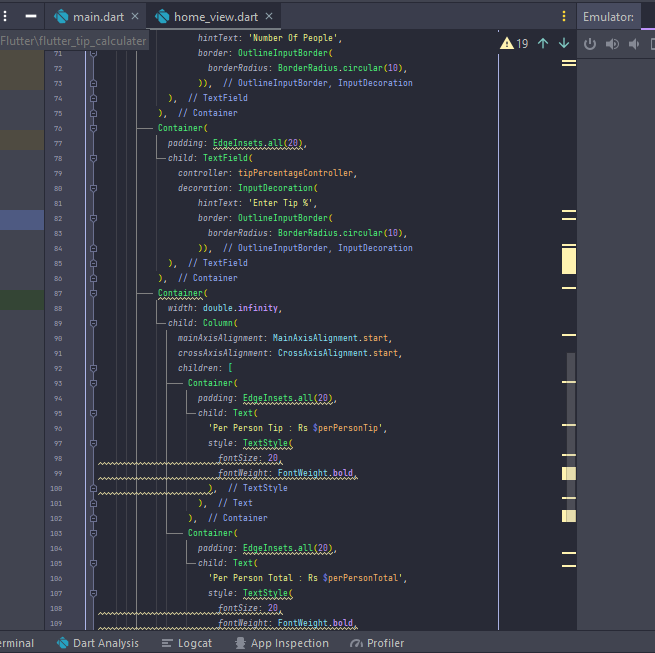 main.dart × home_view.dart × Emulator:
Flutter\flutter_tip_calculater
19
hintText: 'Number Of People',
71 border: OutlineInputBorder(
72 borderRadius: BorderRadius.circular(10),
73 )), // OutlineInputBorder, InputDecoration
74 ), // TextField
75 ), // Container
76 Container(
77 padding: EdgeInsets.all(20),
78 child: TextField(
79 controller: tipPercentageController,
80 decoration: InputDecoration(
81 hintText: 'Enter Tip %',
82 border: OutlineInputBorder(
83 borderRadius: BorderRadius.circular(10),
84 )), // OutlineInputBorder, InputDecoration
85 ), // TextField
86 ), // Container
87 Container(
88 width: double.infinity,
89 child: Column(
90 mainAxisAlignment: MainAxisAlignment.start,
91 crossAxisAlignment: CrossAxisAlignment.start,
92 children: [
93 Container(
94 padding: EdgeInsets.all(20),
95 child: Text(
96 'Per Person Tip : Rs $perPersonTip',
97 style: TextStyle(
98 fontSize: 20,
99 fontWeight: FontWeight.bold,
100 ), // TextStyle
101 ), // Text
102 ), // Container
103 Container(
104 padding: EdgeInsets.all(20),
105 child: Text(
106 'Per Person Total : Rs $perPersonTotal',
107 style: TextStyle(
108 fontSize: 20,
109 fontWeight: FontWeight.bold,
erminal Dart Analysis Logcat App Inspection Profiler